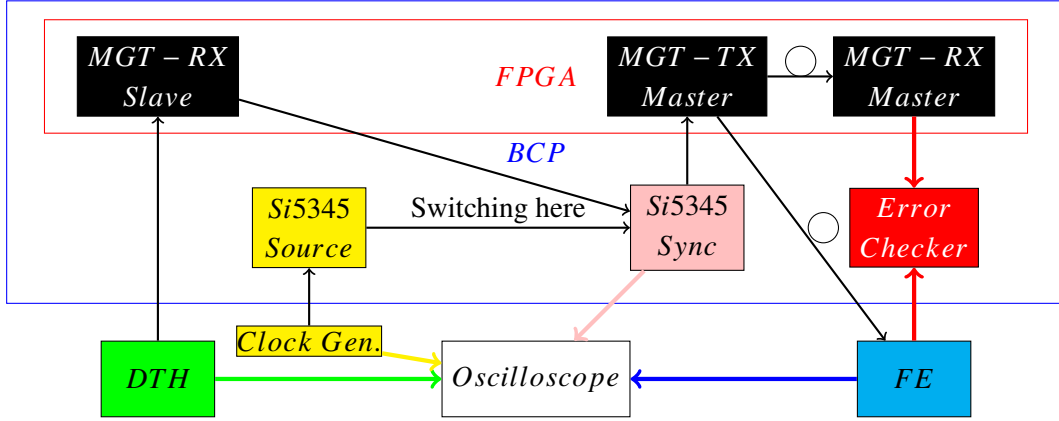 MGT − RX
Slave
FPGA
MGT − TX
Master
MGT − RX
Master
BCP
Si5345
Source
Switching here
Si5345
Sync
Error
Checker
Clock Gen.
DTH
Oscilloscope
FE